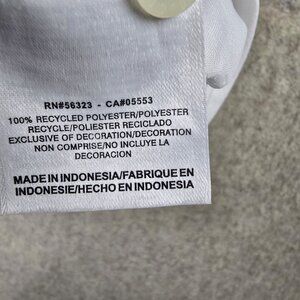 RN#56323 - CA#05553
100% RECYCLED POLYESTER/POLYESTER
RECYCLE/POLIESTER RECICLADO
EXCLUSIVE OF DECORATION/DECORATION
NON COMPRISE/NO INCLUYE LA
DECORACION
MADE IN INDONESIA/FABRIQUE EN
INDONESIE/HECHO EN INDONESIA